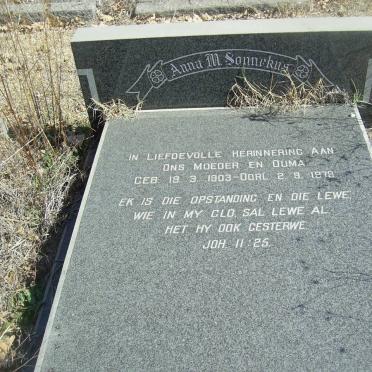 Anna M Sonnekus
IN LIEFDEVOLLE HERINNERING AAN
ONS MOEDER EN OUMA
GEB. 19. 3. 1903 - OORL. 2. 9. 1979
EK IS DIE OPSTANDING EN DIE LEWE,
WIE IN MY GLO, SAL LEWE AL
HET HY OOK GESTERWE.
JOH. 11:25.